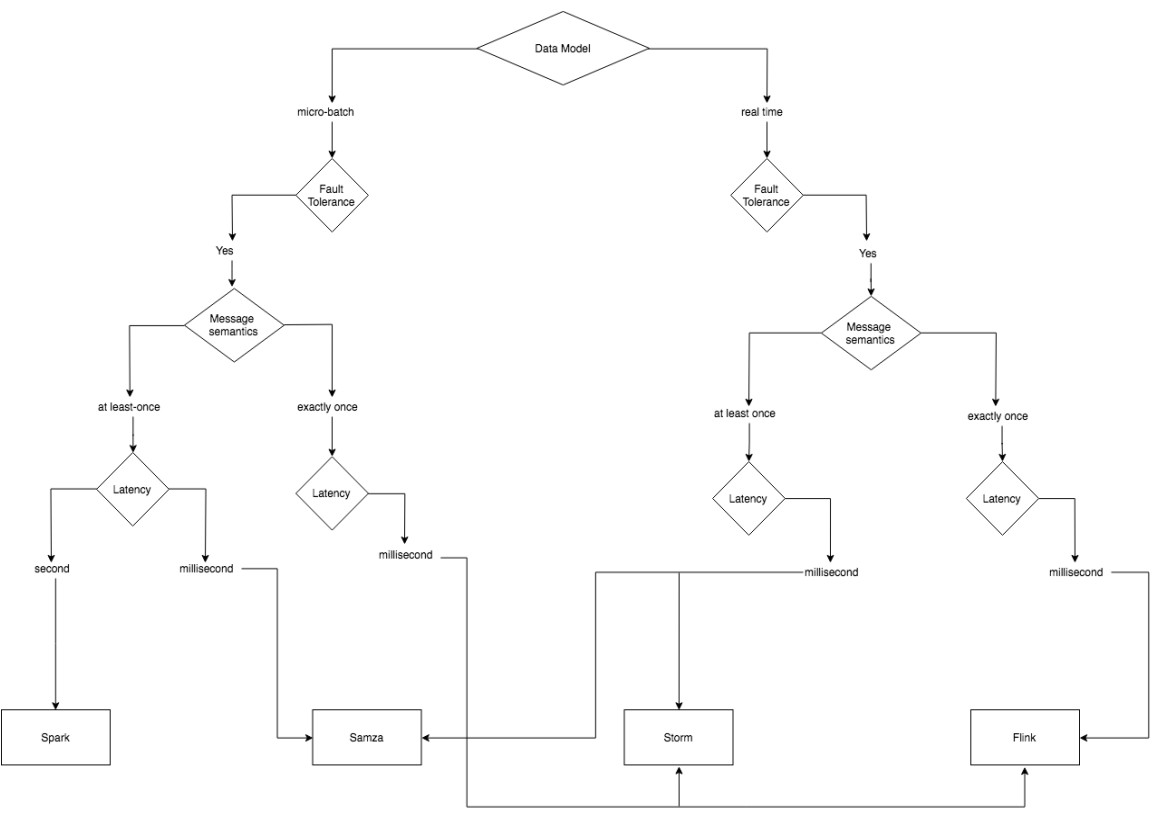 Data Model
micro-batch
real time
Fault
Tolerance
Fault
Tolerance
Yes
Yes
Message
semantics
Message
semantics
at least-once
exactly once
at least once
exactly once
Latency
Latency
Latency
Latency
second
millisecond
millisecond
millisecond
millisecond
Spark
Samza
Storm
Flink